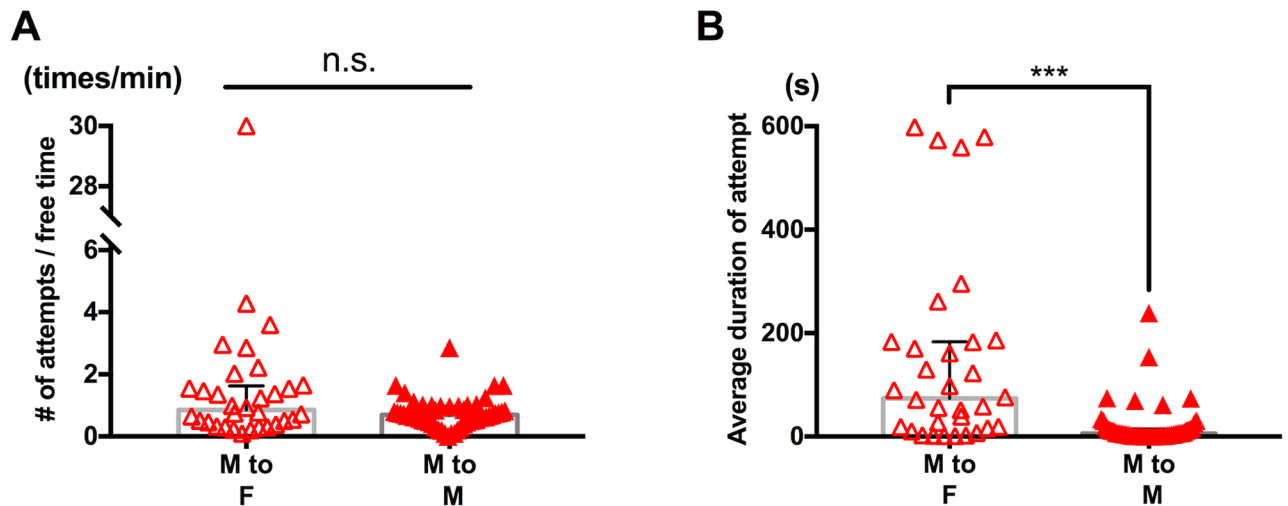 A
(times/min)
n.s.
# of attempts / free time
30
28
6
4
2
0
M to
F
M to
M
B
(s)
***
Average duration of attempt
600
400
200
0
M to
F
M to
M